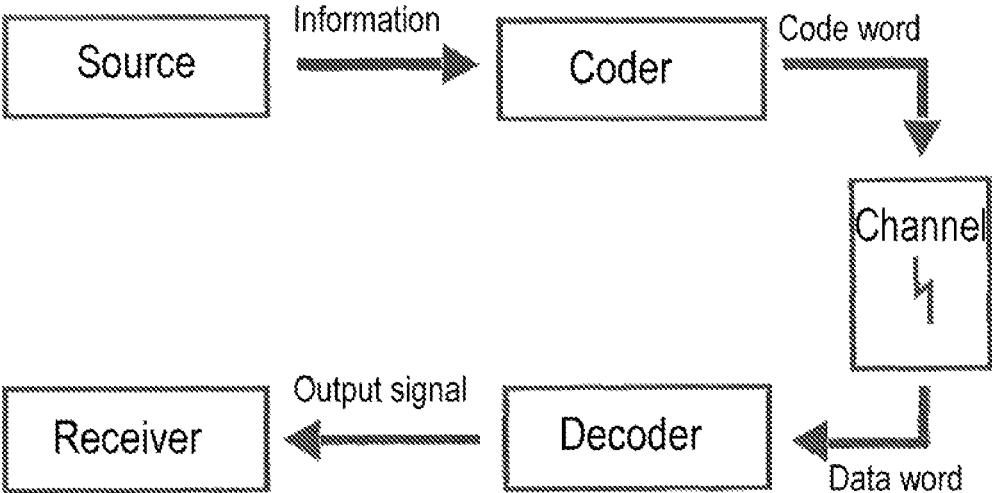 Source
Information
Coder
Code word
Channel
Data word
Decoder
Output signal
Receiver